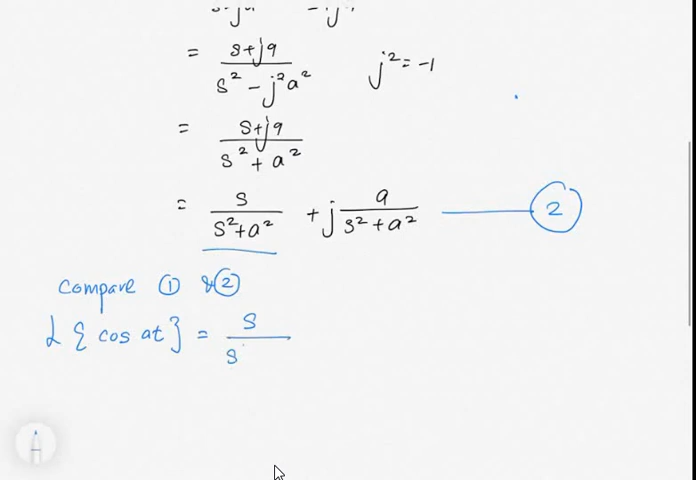 = s+ja / s² - j²a²   j² = -1
= s+ja / s² + a²
= s / s²+a² + j a / s²+a² ——— 2
Compare ① & ②
L { cos at } = s / s